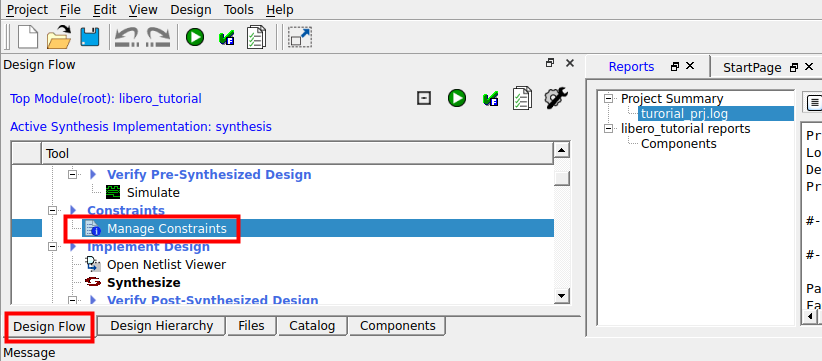 Project File Edit View Design Tools Help
Design Flow
Top Module(root): libero_tutorial
Active Synthesis Implementation: synthesis
Tool
Verify Pre-Synthesized Design
Simulate
Constraints
Manage Constraints
Implement Design
Open Netlist Viewer
Synthesize
Verify Post-Synthesized Design
Design Flow Design Hierarchy Files Catalog Components
Message
Reports StartPage
Project Summary
turorial_prj.log
libero_tutorial reports
Components
Pr
Lo
De
Pr
#-
#-
Pa
Fa